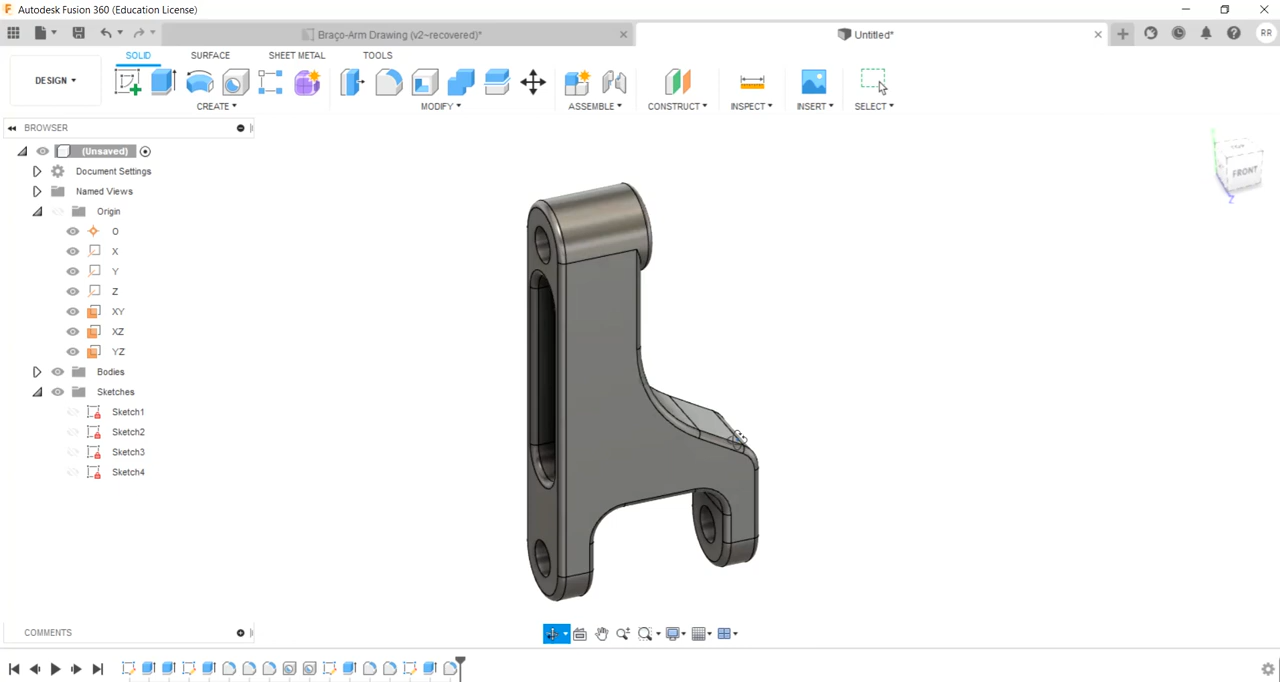 Autodesk Fusion 360 (Education License)
Braço-Arm Drawing (v2~recovered)*
Untitled*
RR
DESIGN
SOLID
SURFACE
SHEET METAL
TOOLS
CREATE
MODIFY
ASSEMBLE
CONSTRUCT
INSPECT
INSERT
SELECT
BROWSER
(Unsaved)
Document Settings
Named Views
Origin
O
X
Y
Z
XY
XZ
YZ
Bodies
Sketches
Sketch1
Sketch2
Sketch3
Sketch4
FRONT
Z
COMMENTS